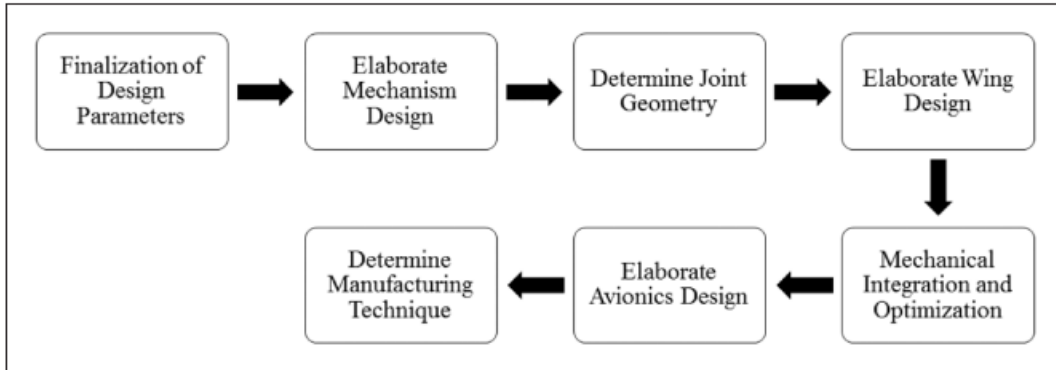 Finalization of
Design
Parameters
Elaborate
Mechanism
Design
Determine Joint
Geometry
Elaborate Wing
Design
Mechanical
Integration and
Optimization
Elaborate
Avionics Design
Determine
Manufacturing
Technique